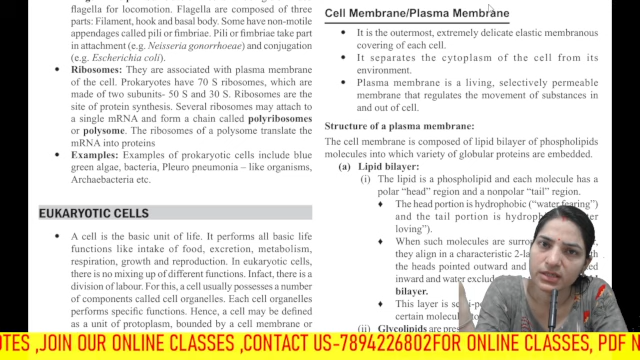 flagella for locomotion. Flagella are composed of three
parts: Filament, hook and basal body. Some have non-motile
appendages called pili or fimbriae. Pili or fimbriae take part
in attachment (e.g. Neisseria gonorrhoeae) and conjugation
(e.g. Escherichia coli).
• Ribosomes: They are associated with plasma membrane
of the cell. Prokaryotes have 70 S ribosomes, which are
made of two subunits- 50 S and 30 S. Ribosomes are the
site of protein synthesis. Several ribosomes may attach to
a single mRNA and form a chain called polyribosomes
or polysome. The ribosomes of a polysome translate the
mRNA into proteins
• Examples: Examples of prokaryotic cells include blue
green algae, bacteria, Pleuro pneumonia – like organisms,
Archaebacteria etc.
EUKARYOTIC CELLS
• A cell is the basic unit of life. It performs all basic
life functions like intake of food, excretion, metabolism,
respiration, growth and reproduction. In eukaryotic cells,
there is no mixing up of different functions. Infact, there is
a division of labour. For this, a cell usually possesses a
number of components called cell organelles. Each cell organelles
performs specific functions. Hence, a cell may be defined
as a unit of protoplasm, bounded by a cell membrane or
Cell Membrane/Plasma Membrane
• It is the outermost, extremely delicate elastic membranous
covering of each cell.
• It separates the cytoplasm of the cell from its
environment.
• Plasma membrane is a living, selectively permeable
membrane that regulates the movement of substances in
and out of cell.
Structure of a plasma membrane:
The cell membrane is composed of lipid bilayer of phospholipids
molecules into which variety of globular proteins are embedded.
(a) Lipid bilayer:
(i) The lipid is a phospholipid and each molecule has a
polar "head" region and a nonpolar "tail" region.
♦ The head portion is hydrophobic ("water fearing")
and the tail portion is
loving").
♦ When such molecules are
they align in a characteristic 2-
the heads pointed outward and
inward and water
bilayer.
♦ This layer is
certain
(ii) Glycolipids are
OTES ,JOIN OUR ONLINE CLASSES ,CONTACT US-7894226802FOR ONLINE CLASSES, PDF N